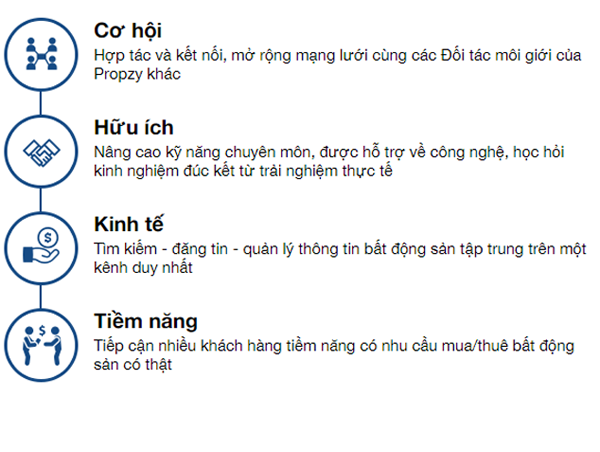 Cơ hội
Hợp tác và kết nối, mở rộng mạng lưới cùng các Đối tác môi giới của
Propzy khác
Hữu ích
Nâng cao kỹ năng chuyên môn, được hỗ trợ về công nghệ, học hỏi
kinh nghiệm đúc kết từ trải nghiệm thực tế
Kinh tế
$
Tìm kiếm - đăng tin - quản lý thông tin bất động sản tập trung trên một
kênh duy nhất
Tiềm năng
$
Tiếp cận nhiều khách hàng tiềm năng có nhu cầu mua/thuê bất động
sản có thật